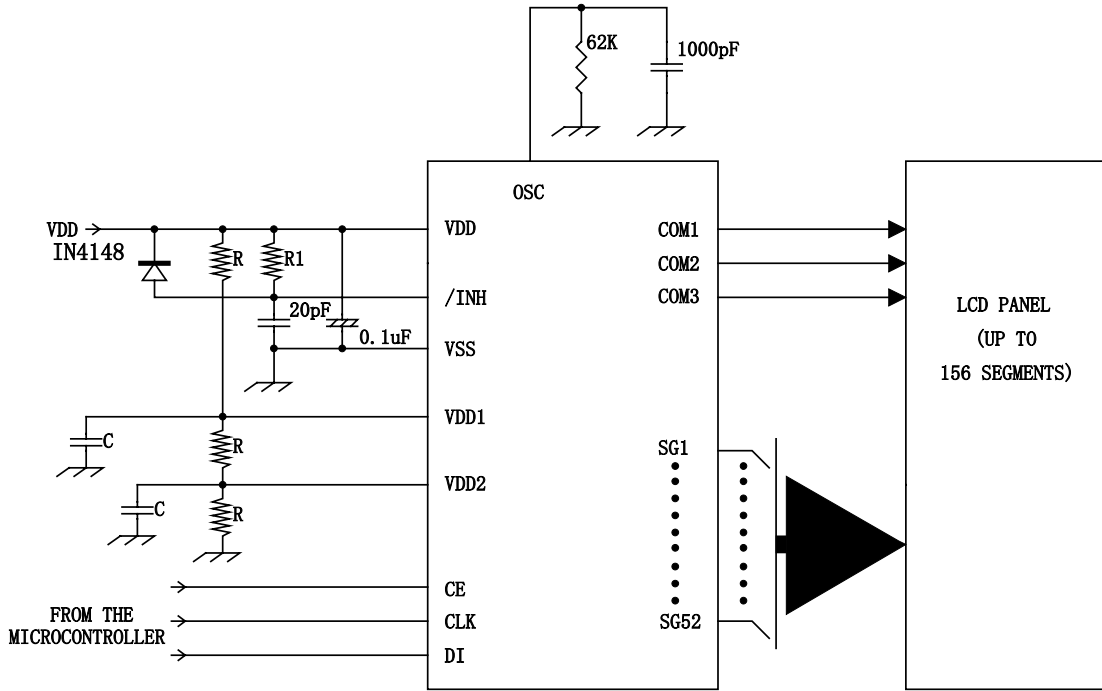 62K
1000pF
OSC
VDD
IN4148
R
R1
VDD
COM1
COM2
COM3
/INH
20pF
0.1uF
VSS
LCD PANEL
(UP TO
156 SEGMENTS)
C
VDD1
R
SG1
C
VDD2
R
CE
CLK
DI
FROM THE
MICROCONTROLLER
SG52